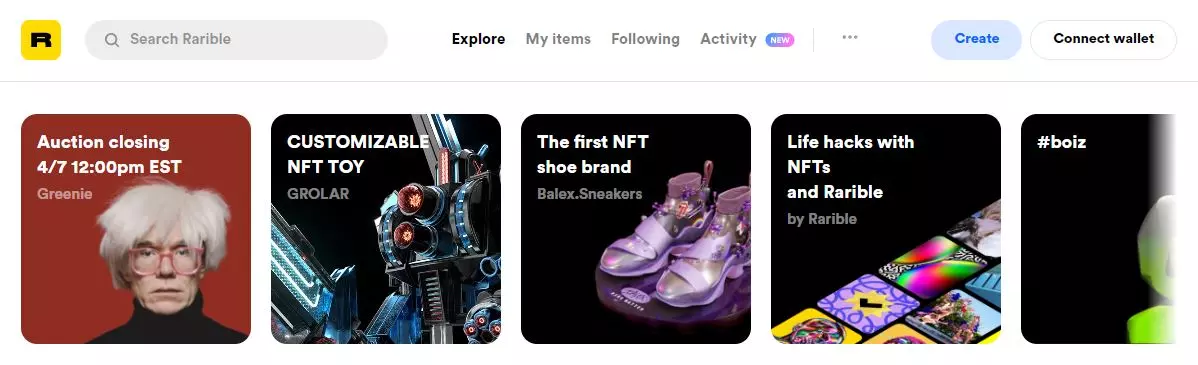 R
Search Rarible
Explore
My items
Following
Activity
NEW
Create
Connect wallet
Auction closing
4/7 12:00pm EST
Greenie
CUSTOMIZABLE
NFT TOY
GROLAR
The first NFT
shoe brand
Balex.Sneakers
Life hacks with
NFTs
and Rarible
by Rarible
#boiz